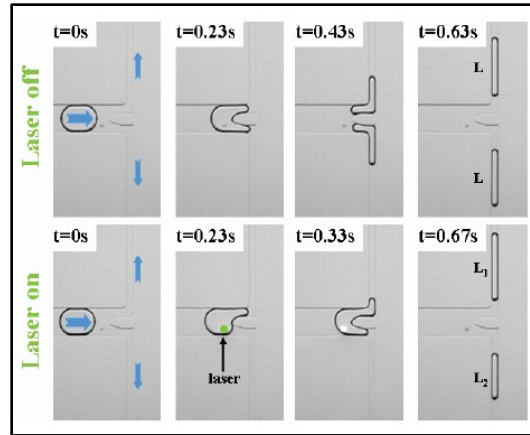 Laser off
t=0s
t=0.23s
t=0.43s
t=0.63s
L
L
Laser on
t=0s
t=0.23s
t=0.33s
t=0.67s
L1
L2
laser